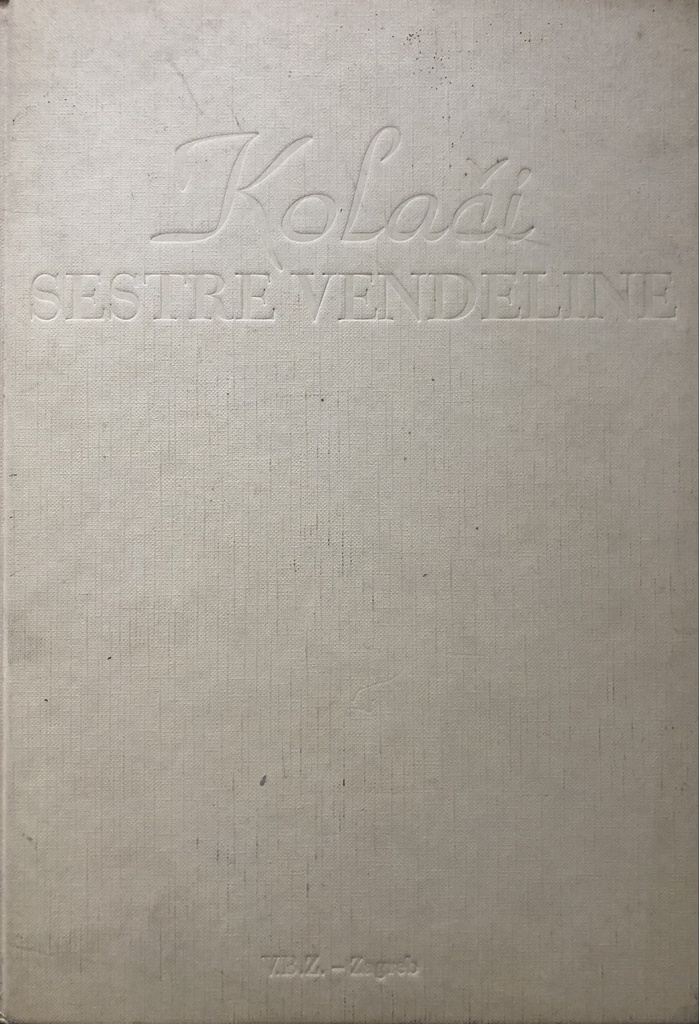 Kolači
SESTRE VENDELINE
V.B.Z. – Zagreb